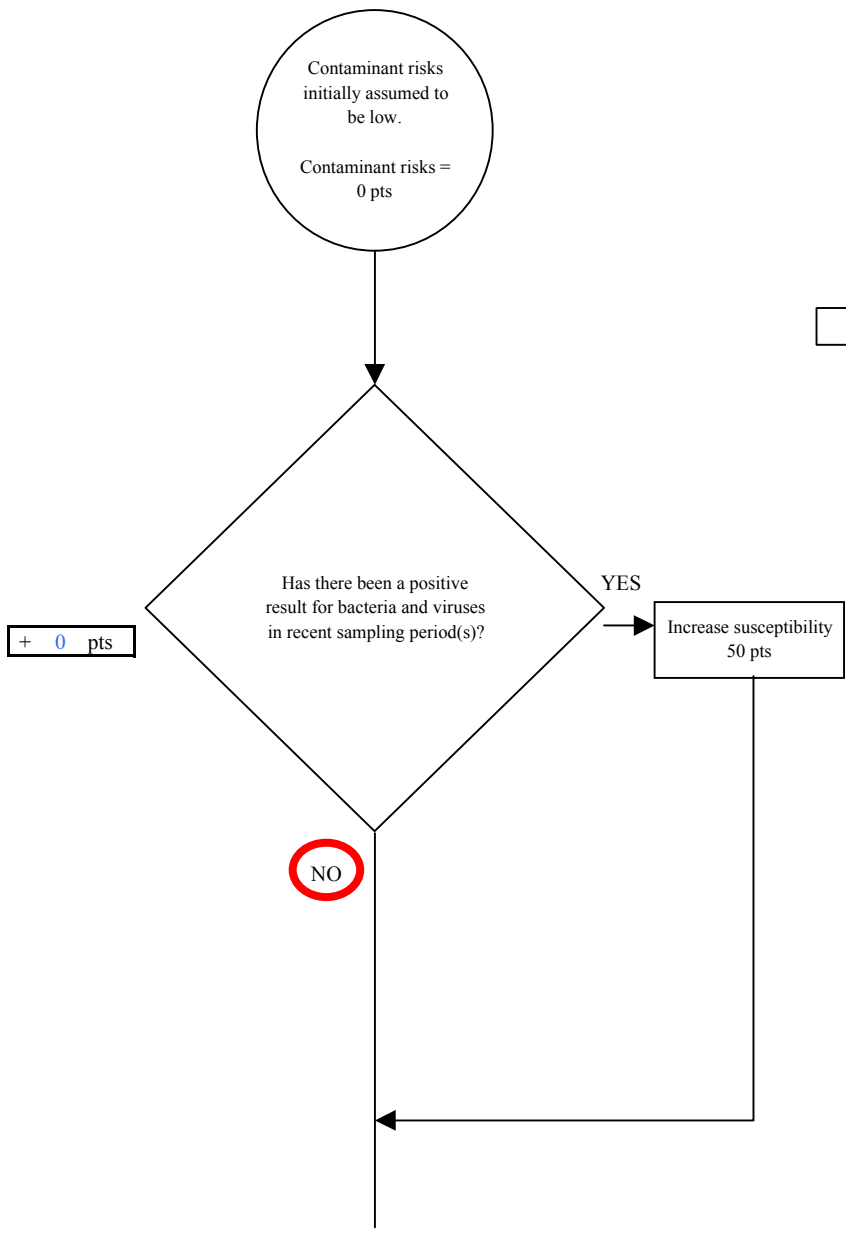 Contaminant risks
initially assumed to
be low.
Contaminant risks =
0 pts
Has there been a positive
result for bacteria and viruses
in recent sampling period(s)?
YES
Increase susceptibility
50 pts
+ 0 pts
NO